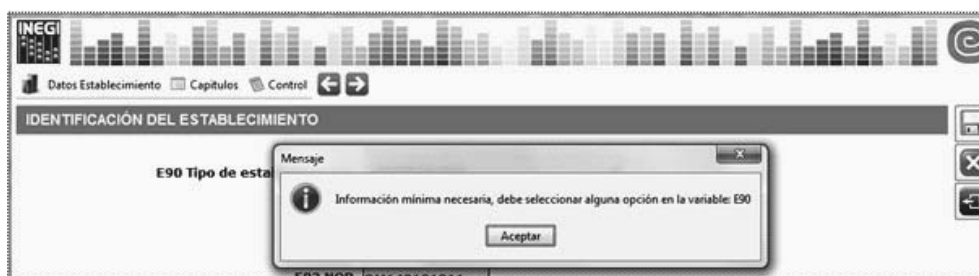 INEGI
Datos Establecimiento Capitulos Control
IDENTIFICACIÓN DEL ESTABLECIMIENTO
Mensaje
E90 Tipo de esta
Información mínima necesaria, debe seleccionar alguna opción en la variable: E90
Aceptar